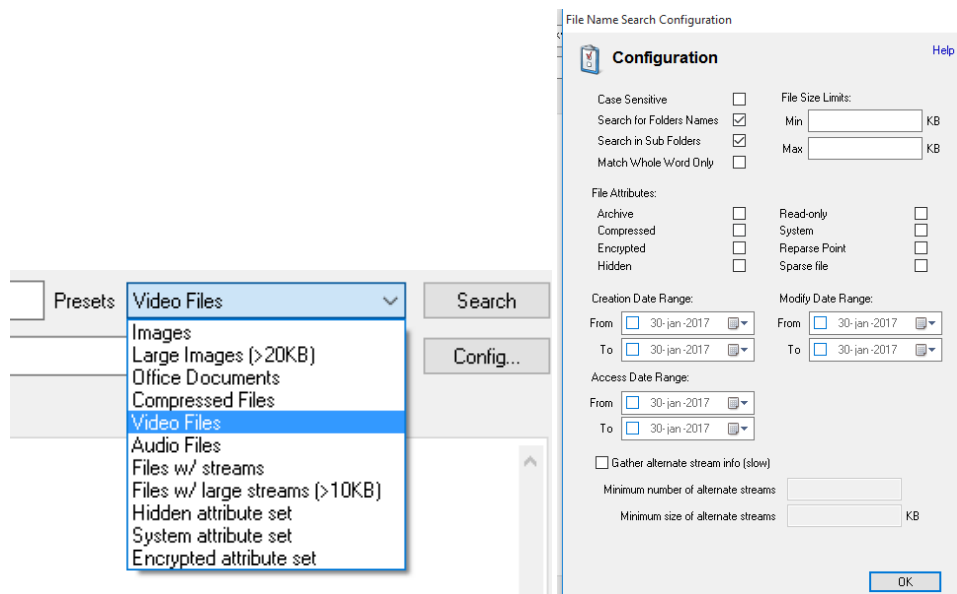 Presets Video Files Search
Images
Large Images (>20KB)
Office Documents
Compressed Files
Video Files
Audio Files
Files w/ streams
Files w/ large streams (>10KB)
Hidden attribute set
System attribute set
Encrypted attribute set
Config...
File Name Search Configuration
Configuration
Help
Case Sensitive
Search for Folders Names
Search in Sub Folders
Match Whole Word Only
File Size Limits:
Min KB
Max KB
File Attributes:
Archive
Compressed
Encrypted
Hidden
Read-only
System
Reparse Point
Sparse file
Creation Date Range:
From 30-jan-2017
To 30-jan-2017
Modify Date Range:
From 30-jan-2017
To 30-jan-2017
Access Date Range:
From 30-jan-2017
To 30-jan-2017
Gather alternate stream info (slow)
Minimum number of alternate streams
Minimum size of alternate streams KB
OK